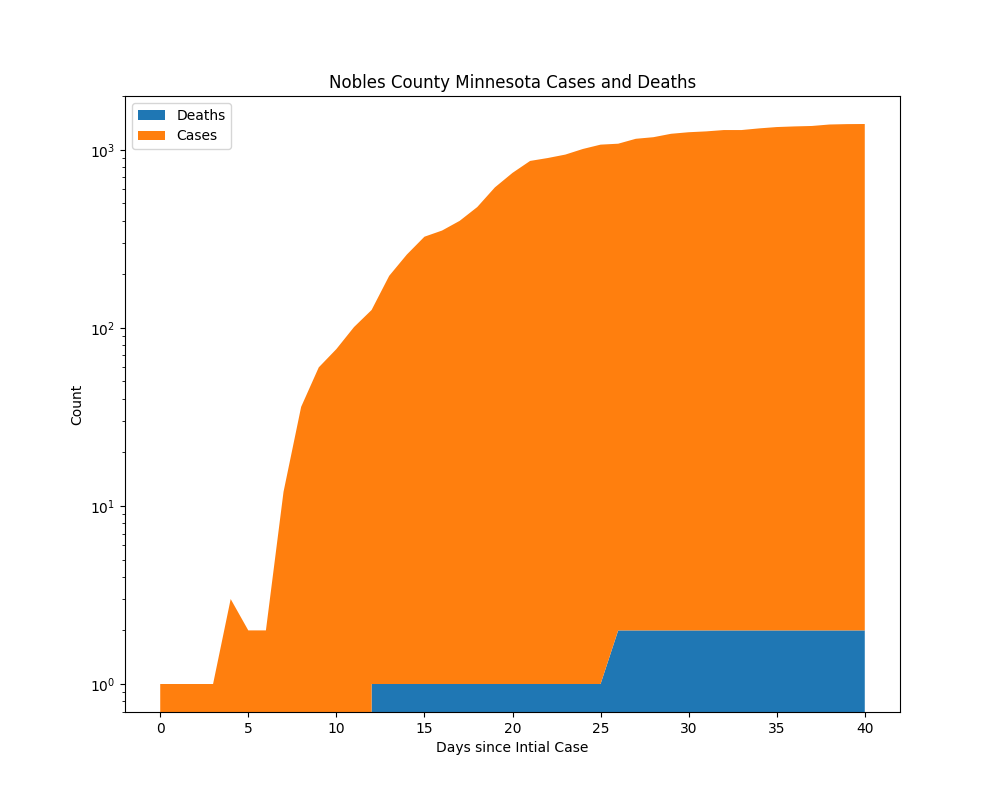 Nobles County Minnesota Cases and Deaths
Deaths
Cases
10³
10²
10¹
10⁰
Count
0 5 10 15 20 25 30 35 40
Days since Intial Case